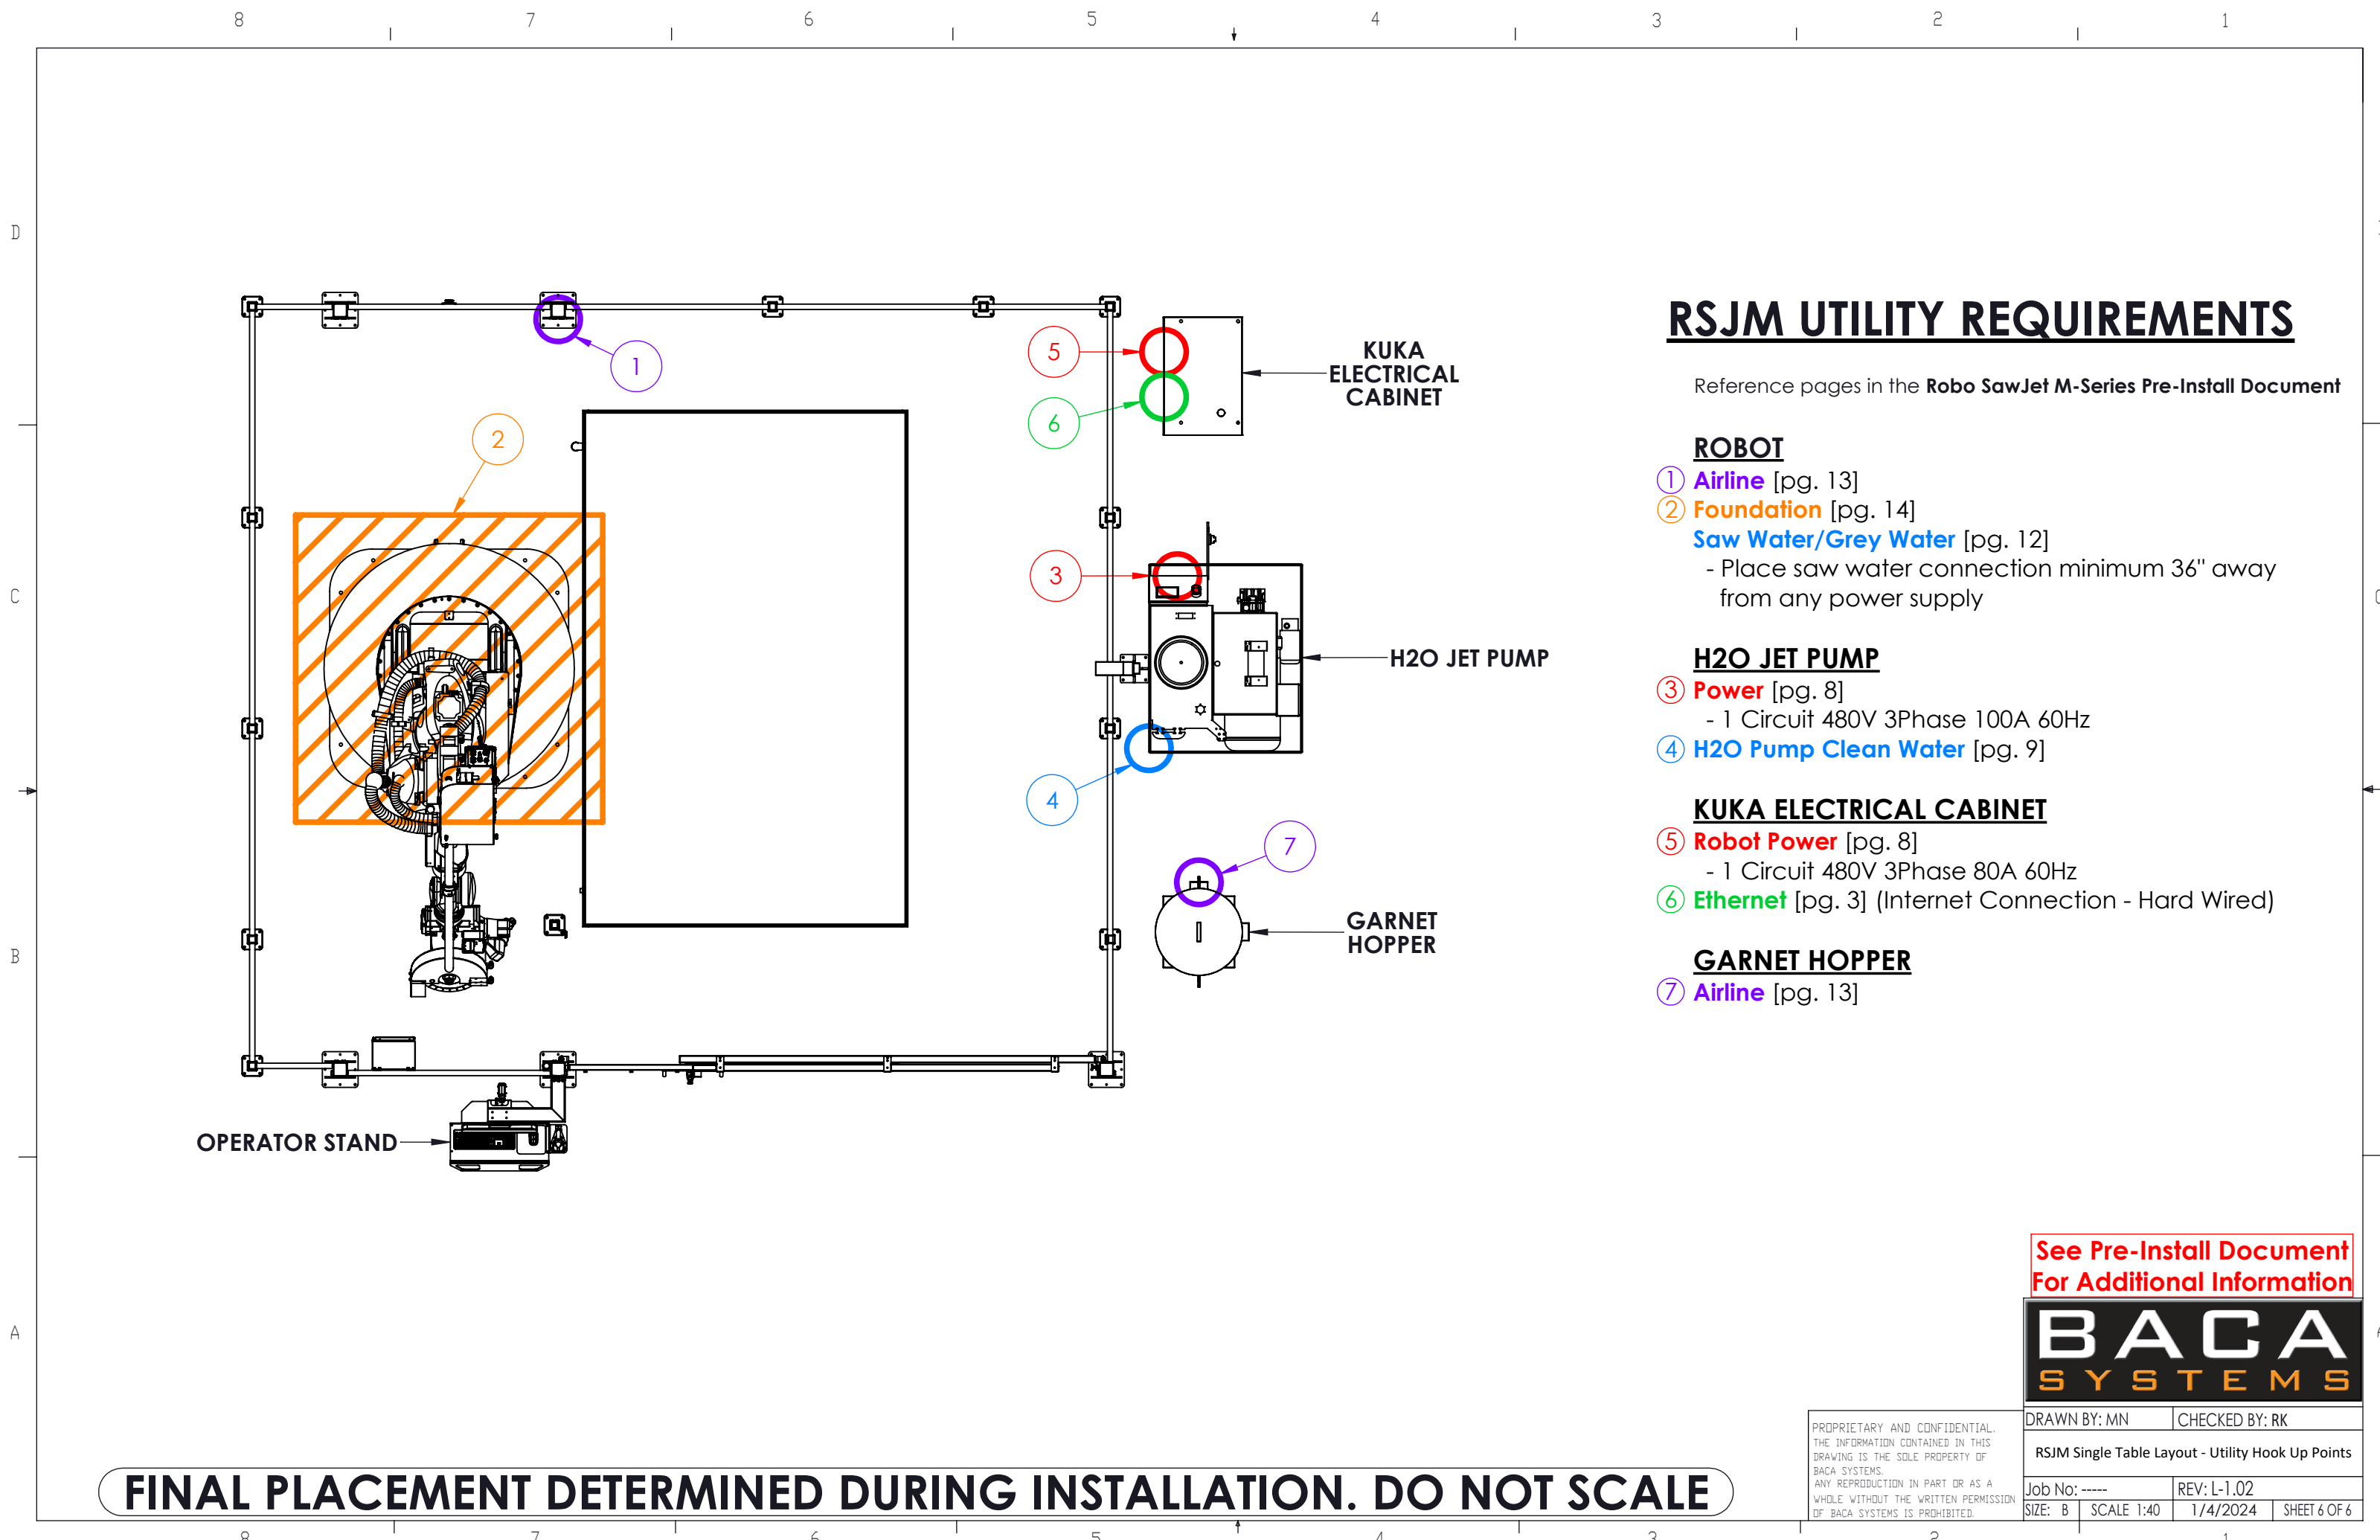 8 7 6 5 4 3 2 1
D
C
B
A
1
2
5
6
3
4
7
KUKA
ELECTRICAL
CABINET
H2O JET PUMP
GARNET
HOPPER
OPERATOR STAND
RSJM UTILITY REQUIREMENTS
Reference pages in the Robo SawJet M-Series Pre-Install Document
ROBOT
1 Airline [pg. 13]
2 Foundation [pg. 14]
Saw Water/Grey Water [pg. 12]
- Place saw water connection minimum 36" away
from any power supply
H2O JET PUMP
3 Power [pg. 8]
- 1 Circuit 480V 3Phase 100A 60Hz
4 H2O Pump Clean Water [pg. 9]
KUKA ELECTRICAL CABINET
5 Robot Power [pg. 8]
- 1 Circuit 480V 3Phase 80A 60Hz
6 Ethernet [pg. 3] (Internet Connection - Hard Wired)
GARNET HOPPER
7 Airline [pg. 13]
See Pre-Install Document
For Additional Information
BACA
SYSTEMS
DRAWN BY: MN
CHECKED BY: RK
RSJM Single Table Layout - Utility Hook Up Points
Job No: -----
REV: L-1.02
SIZE: B
SCALE 1:40
1/4/2024
SHEET 6 OF 6
PROPRIETARY AND CONFIDENTIAL.
THE INFORMATION CONTAINED IN THIS
DRAWING IS THE SOLE PROPERTY OF
BACA SYSTEMS.
ANY REPRODUCTION IN PART OR AS A
WHOLE WITHOUT THE WRITTEN PERMISSION
OF BACA SYSTEMS IS PROHIBITED.
FINAL PLACEMENT DETERMINED DURING INSTALLATION. DO NOT SCALE
8 7 6 5 4 3 2 1